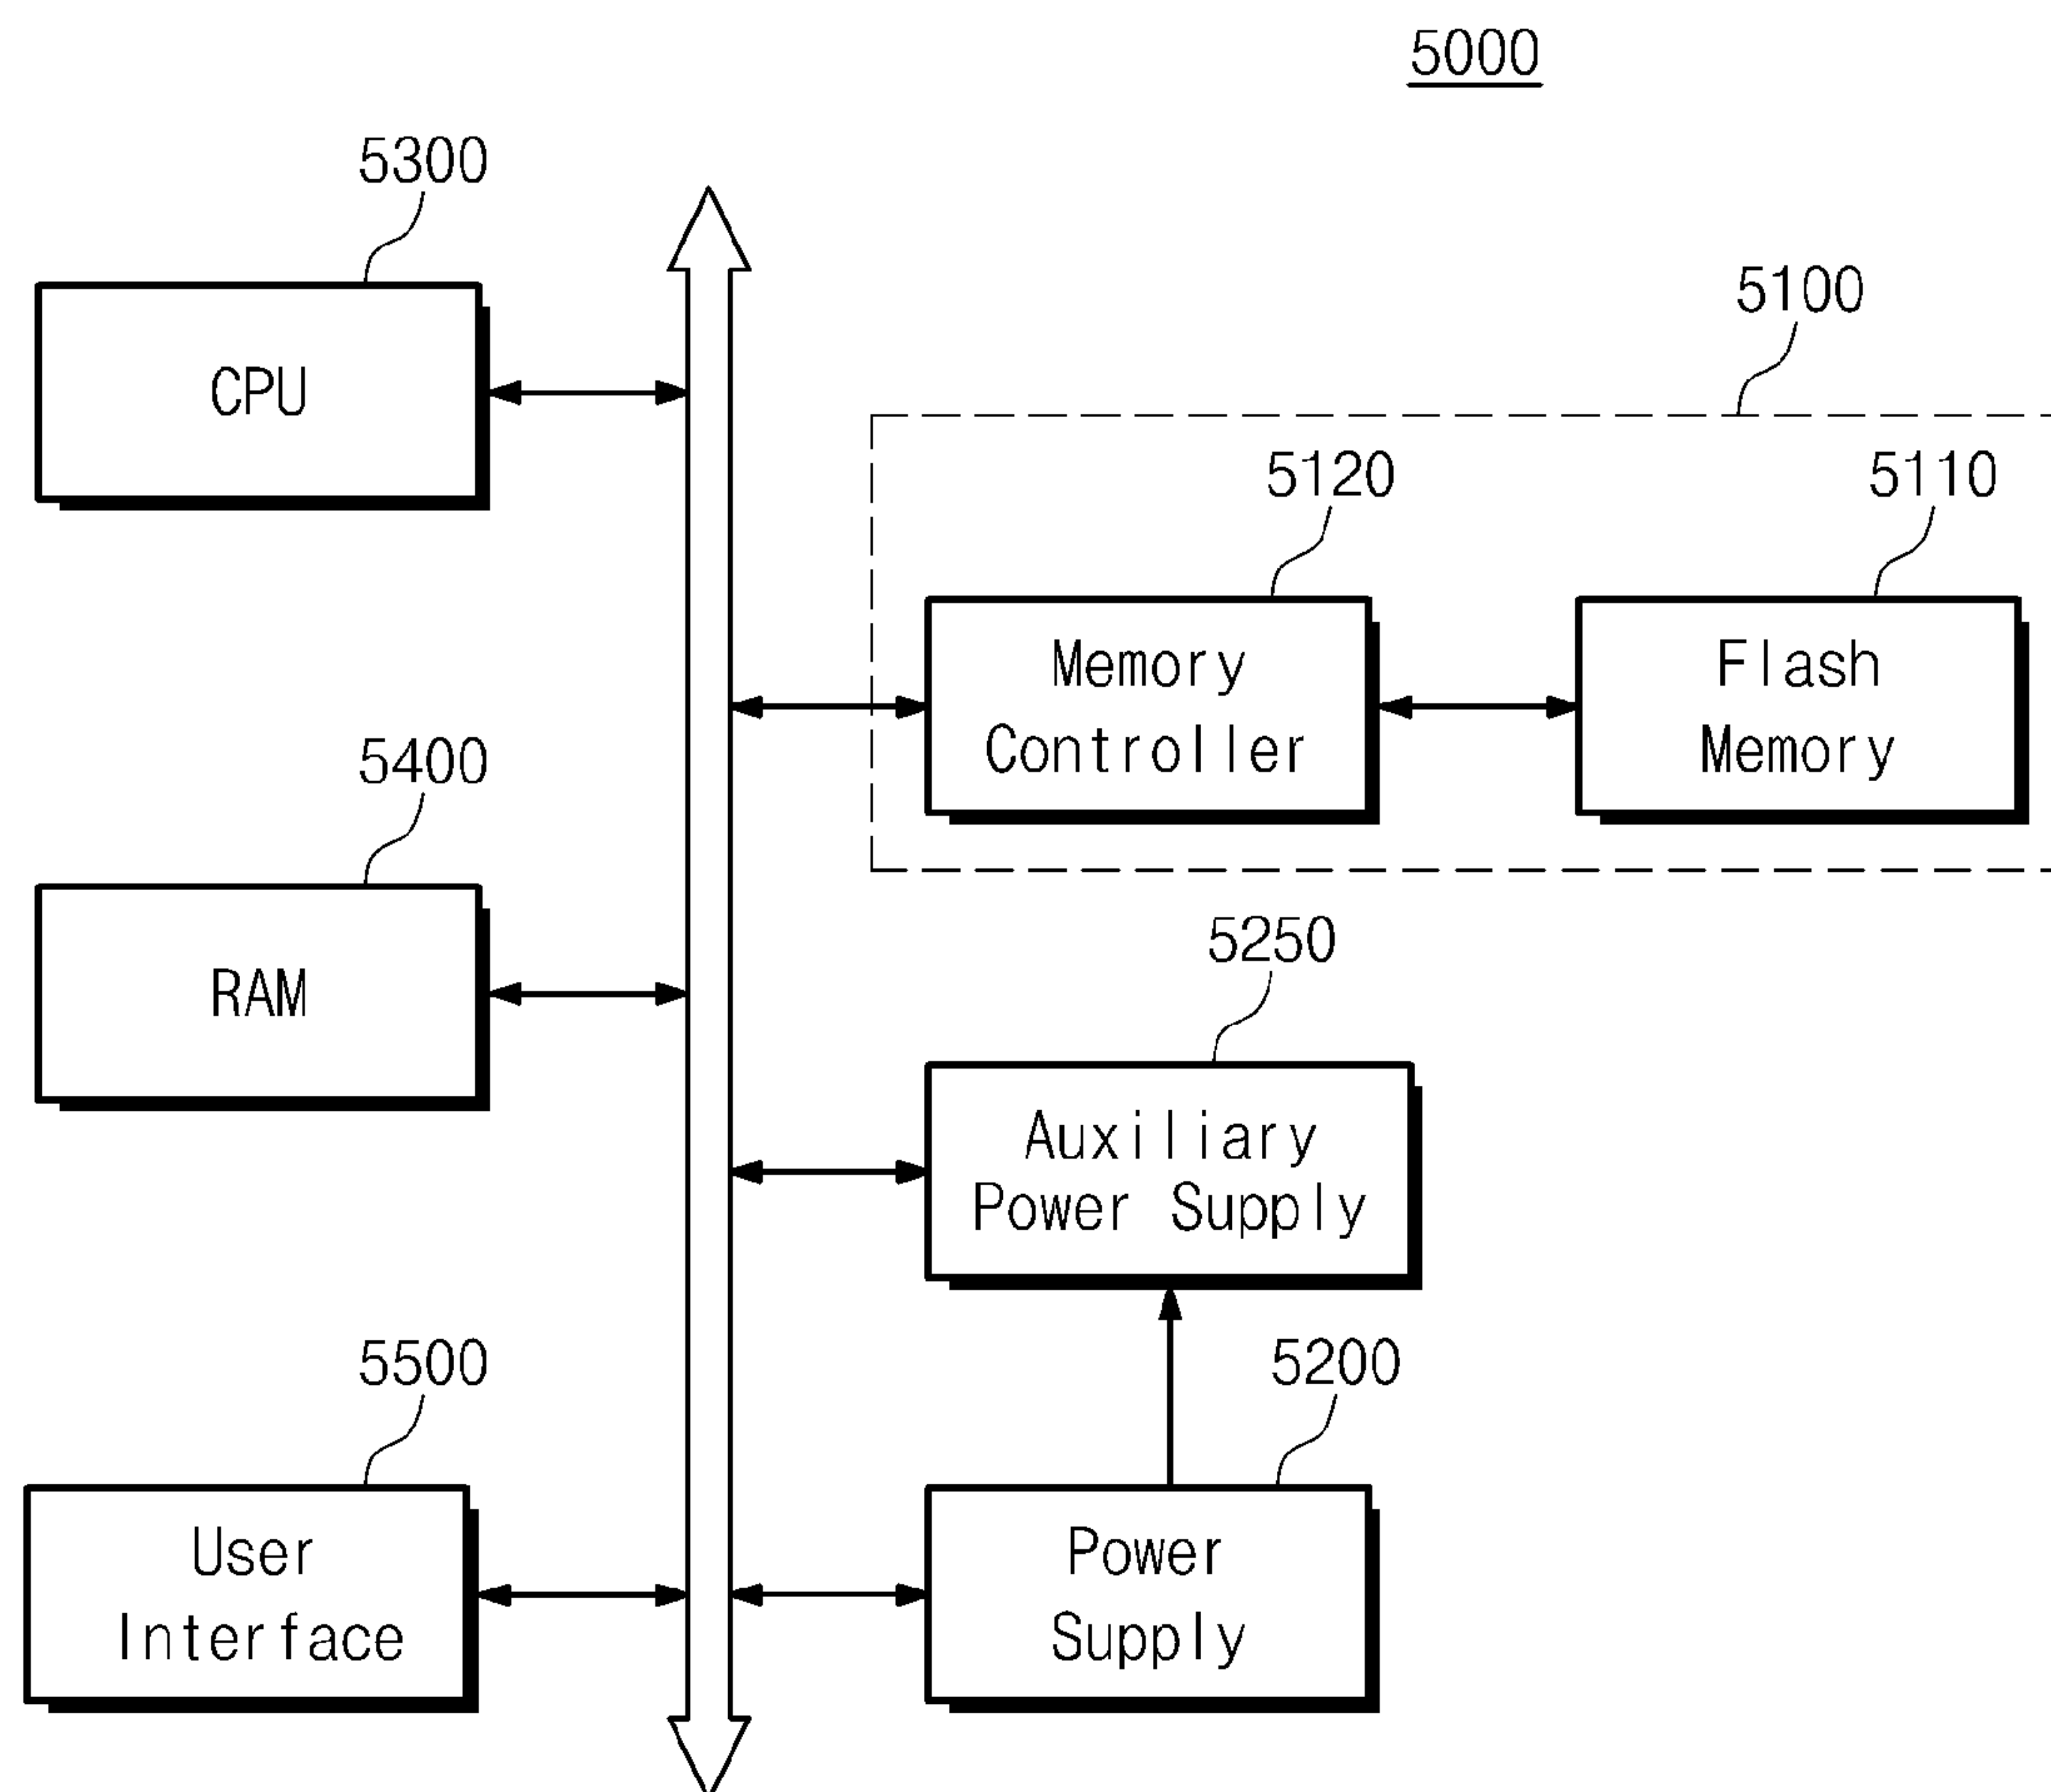 5000
5300
CPU
5100
5120
5110
Memory
Controller
Flash
Memory
5400
RAM
5250
Auxiliary
Power Supply
5500
User
Interface
5200
Power
Supply